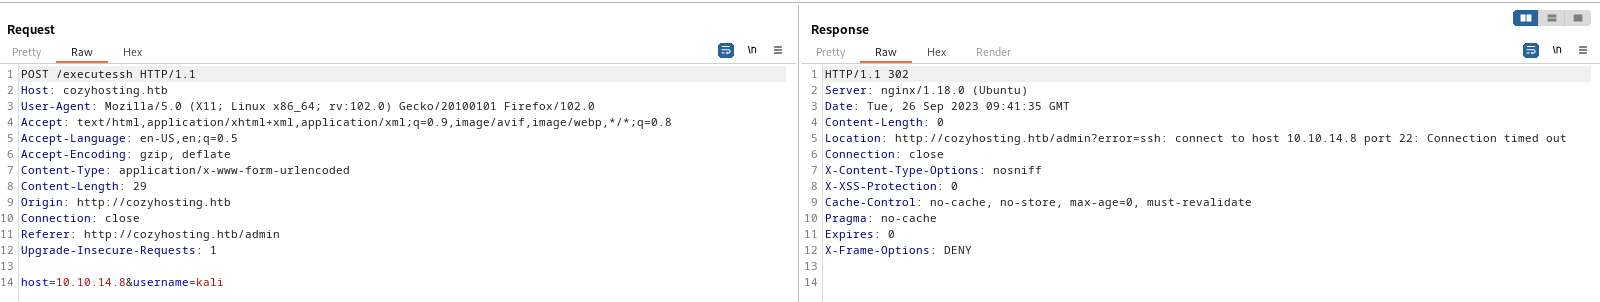 Request
Pretty Raw Hex
\n
1 POST /executessh HTTP/1.1
2 Host: cozyhosting.htb
3 User-Agent: Mozilla/5.0 (X11; Linux x86_64; rv:102.0) Gecko/20100101 Firefox/102.0
4 Accept: text/html,application/xhtml+xml,application/xml;q=0.9,image/avif,image/webp,*/*;q=0.8
5 Accept-Language: en-US,en;q=0.5
6 Accept-Encoding: gzip, deflate
7 Content-Type: application/x-www-form-urlencoded
8 Content-Length: 29
9 Origin: http://cozyhosting.htb
10 Connection: close
11 Referer: http://cozyhosting.htb/admin
12 Upgrade-Insecure-Requests: 1
13
14 host=10.10.14.8&username=kali
Response
Pretty Raw Hex Render
\n
1 HTTP/1.1 302
2 Server: nginx/1.18.0 (Ubuntu)
3 Date: Tue, 26 Sep 2023 09:41:35 GMT
4 Content-Length: 0
5 Location: http://cozyhosting.htb/admin?error=ssh: connect to host 10.10.14.8 port 22: Connection timed out
6 Connection: close
7 X-Content-Type-Options: nosniff
8 X-XSS-Protection: 0
9 Cache-Control: no-cache, no-store, max-age=0, must-revalidate
10 Pragma: no-cache
11 Expires: 0
12 X-Frame-Options: DENY
13
14